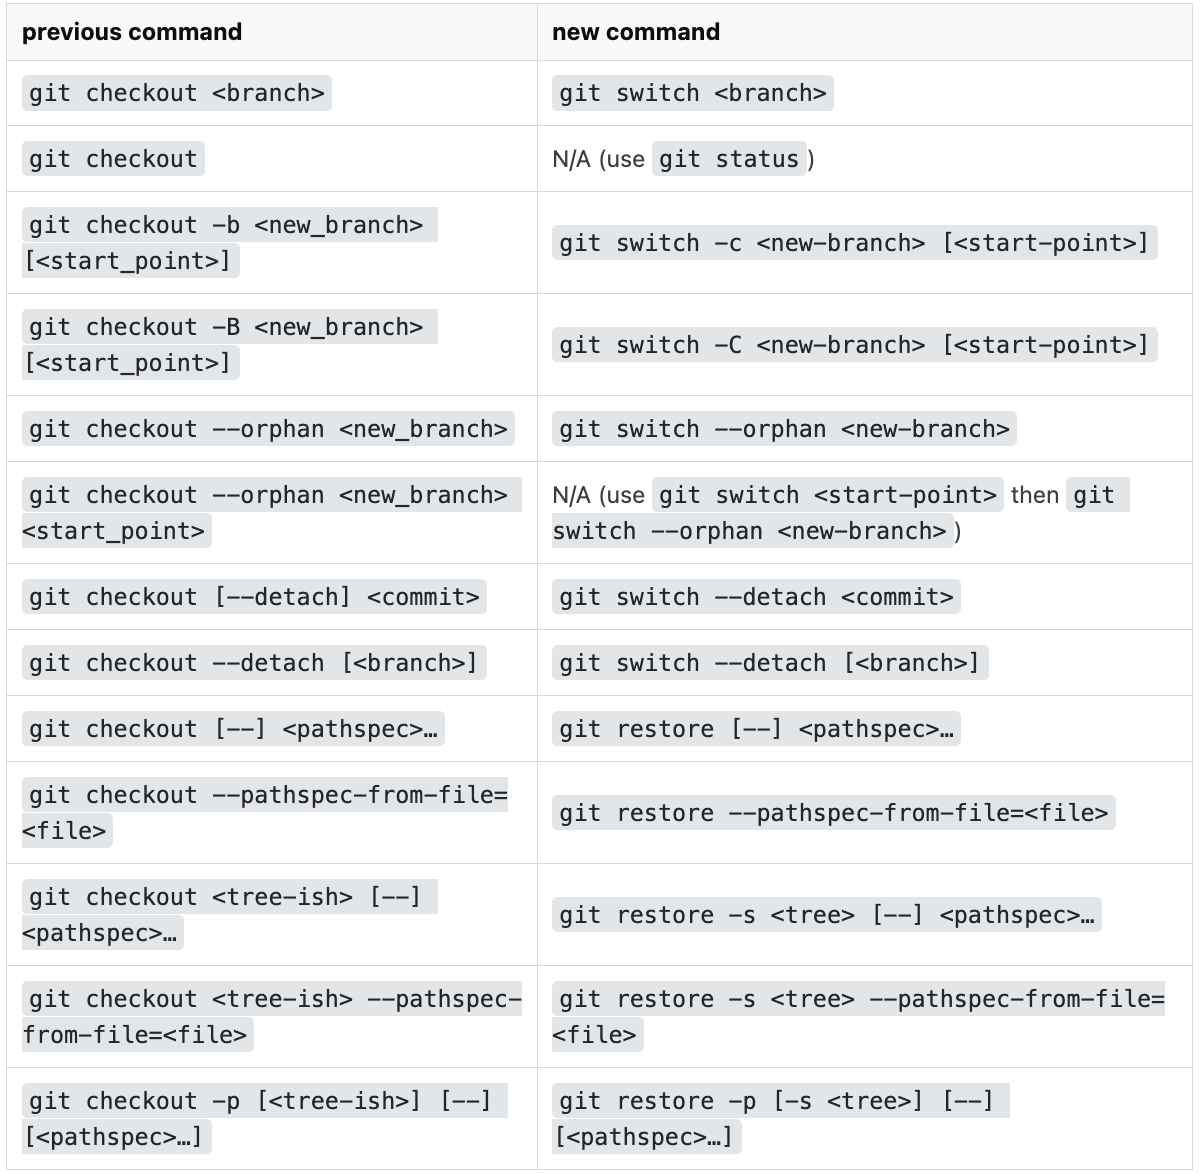 previous command
new command
git checkout <branch>
git switch <branch>
git checkout
N/A (use git status)
git checkout -b <new_branch>
[<start_point>]
git switch -c <new-branch> [<start-point>]
git checkout -B <new_branch>
[<start_point>]
git switch -C <new-branch> [<start-point>]
git checkout --orphan <new_branch>
git switch --orphan <new-branch>
git checkout --orphan <new_branch>
<start_point>
N/A (use git switch <start-point> then git
switch --orphan <new-branch>)
git checkout [--detach] <commit>
git switch --detach <commit>
git checkout --detach [<branch>]
git switch --detach [<branch>]
git checkout [--] <pathspec>…
git restore [--] <pathspec>…
git checkout --pathspec-from-file=
<file>
git restore --pathspec-from-file=<file>
git checkout <tree-ish> [--]
<pathspec>…
git restore -s <tree> [--] <pathspec>…
git checkout <tree-ish> --pathspec-
from-file=<file>
git restore -s <tree> --pathspec-from-file=
<file>
git checkout -p [<tree-ish>] [--]
[<pathspec>…]
git restore -p [-s <tree>] [--]
[<pathspec>…]